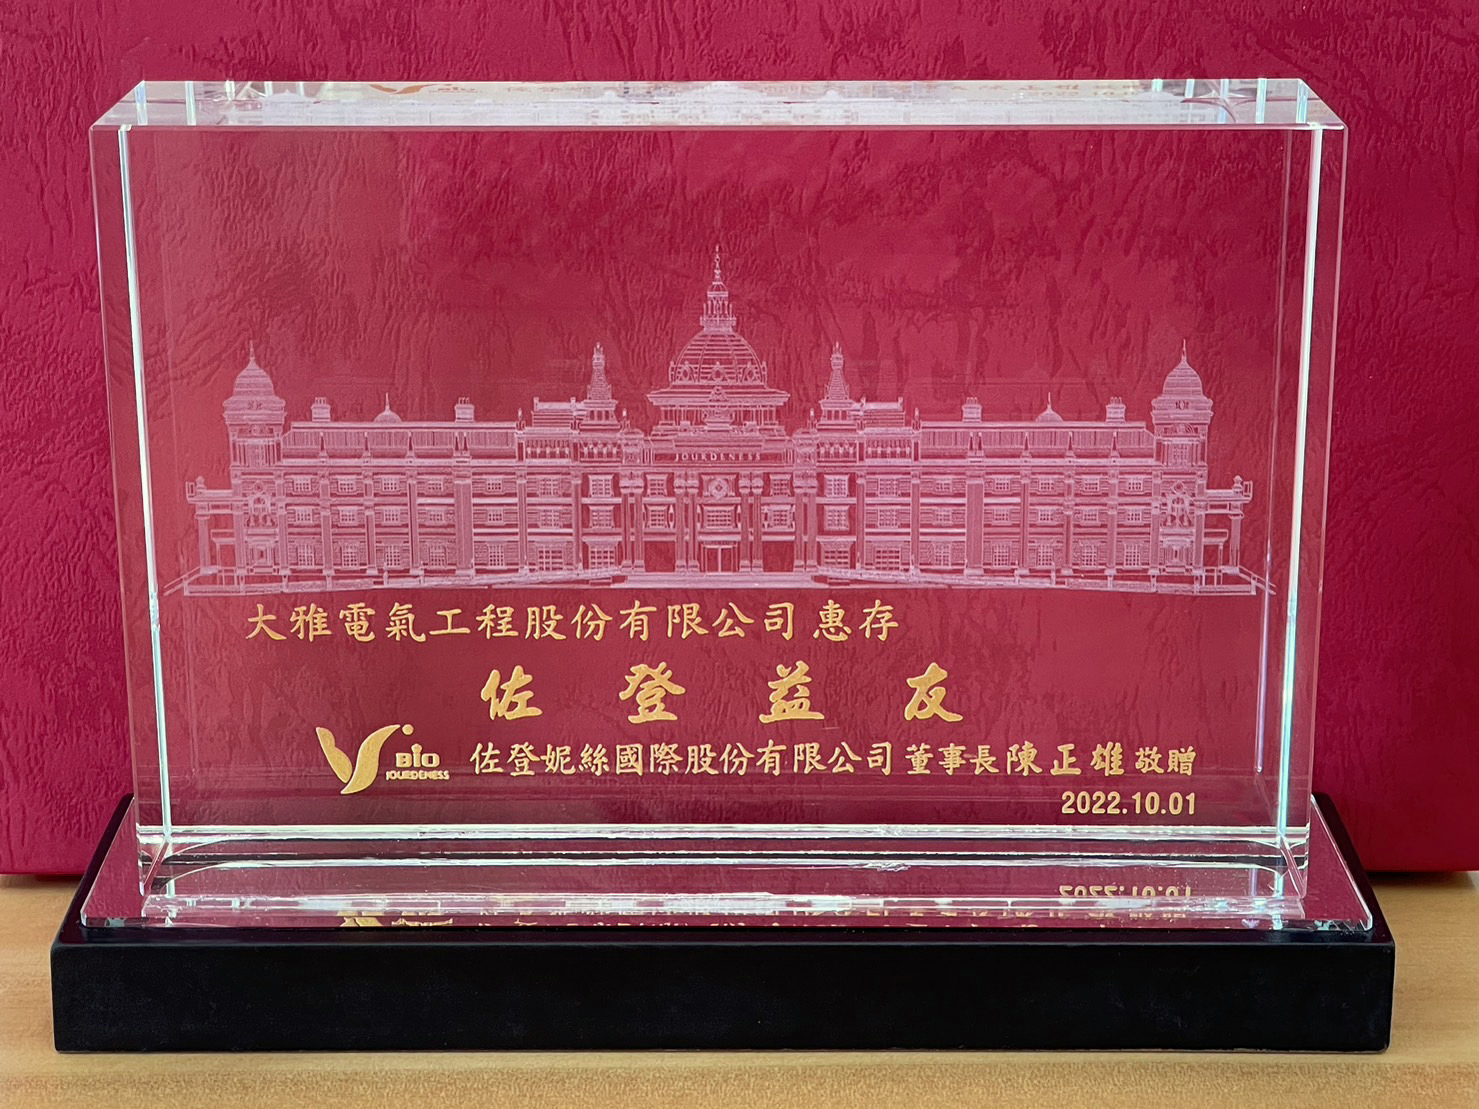 JOURDENESS
大雅電氣工程股份有限公司 惠存
佐登益友
BIO
JOURDENESS
佐登妮絲國際股份有限公司 董事長 陳正雄 敬贈
2022.10.01